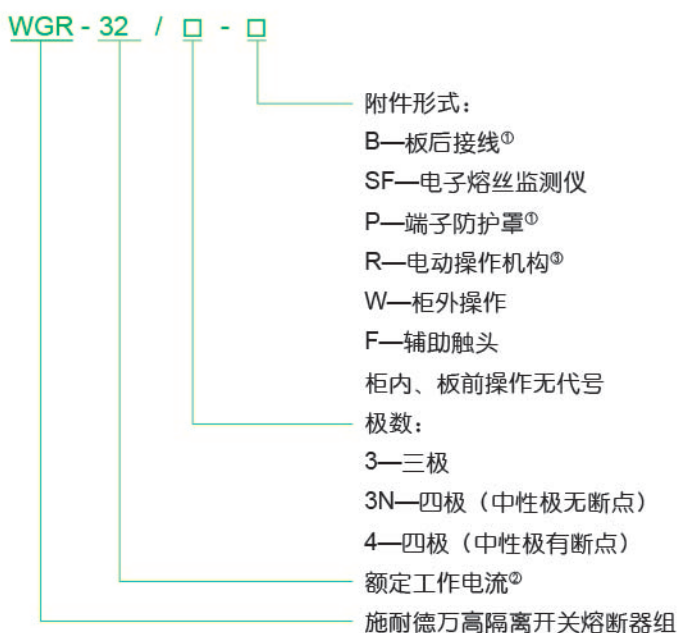 WGR - 32 / □ - □
附件形式：
B—板后接线①
SF—电子熔丝监测仪
P—端子防护罩①
R—电动操作机构③
W—柜外操作
F—辅助触头
柜内、板前操作无代号
极数：
3—三极
3N—四极（中性极无断点）
4—四极（中性极有断点）
额定工作电流②
施耐德万高隔离开关熔断器组